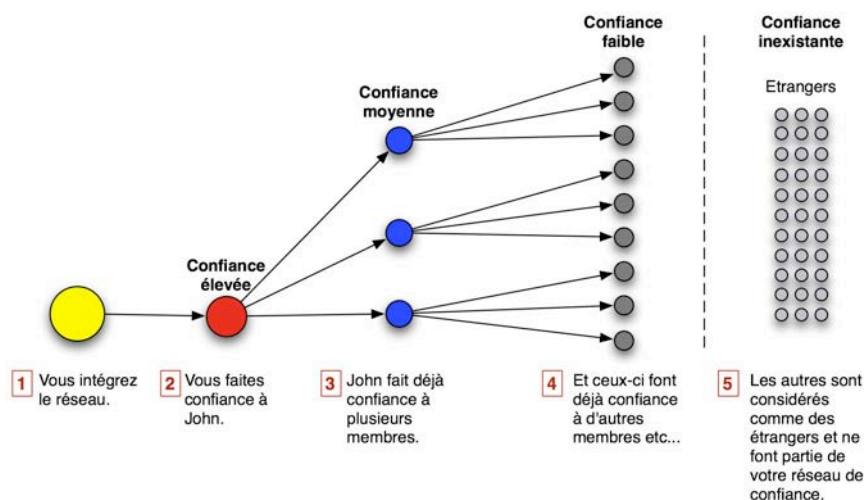 Confiance
faible
Confiance
inexistante
Etrangers
Confiance
moyenne
Confiance
élevée
1 Vous intégrez
le réseau.
2 Vous faites
confiance à
John.
3 John fait déjà
confiance à
plusieurs
membres.
4 Et ceux-ci font
déjà confiance
à d'autres
membres etc...
5 Les autres sont
considérés
comme des
étrangers et ne
font partie de
votre réseau de
confiance.